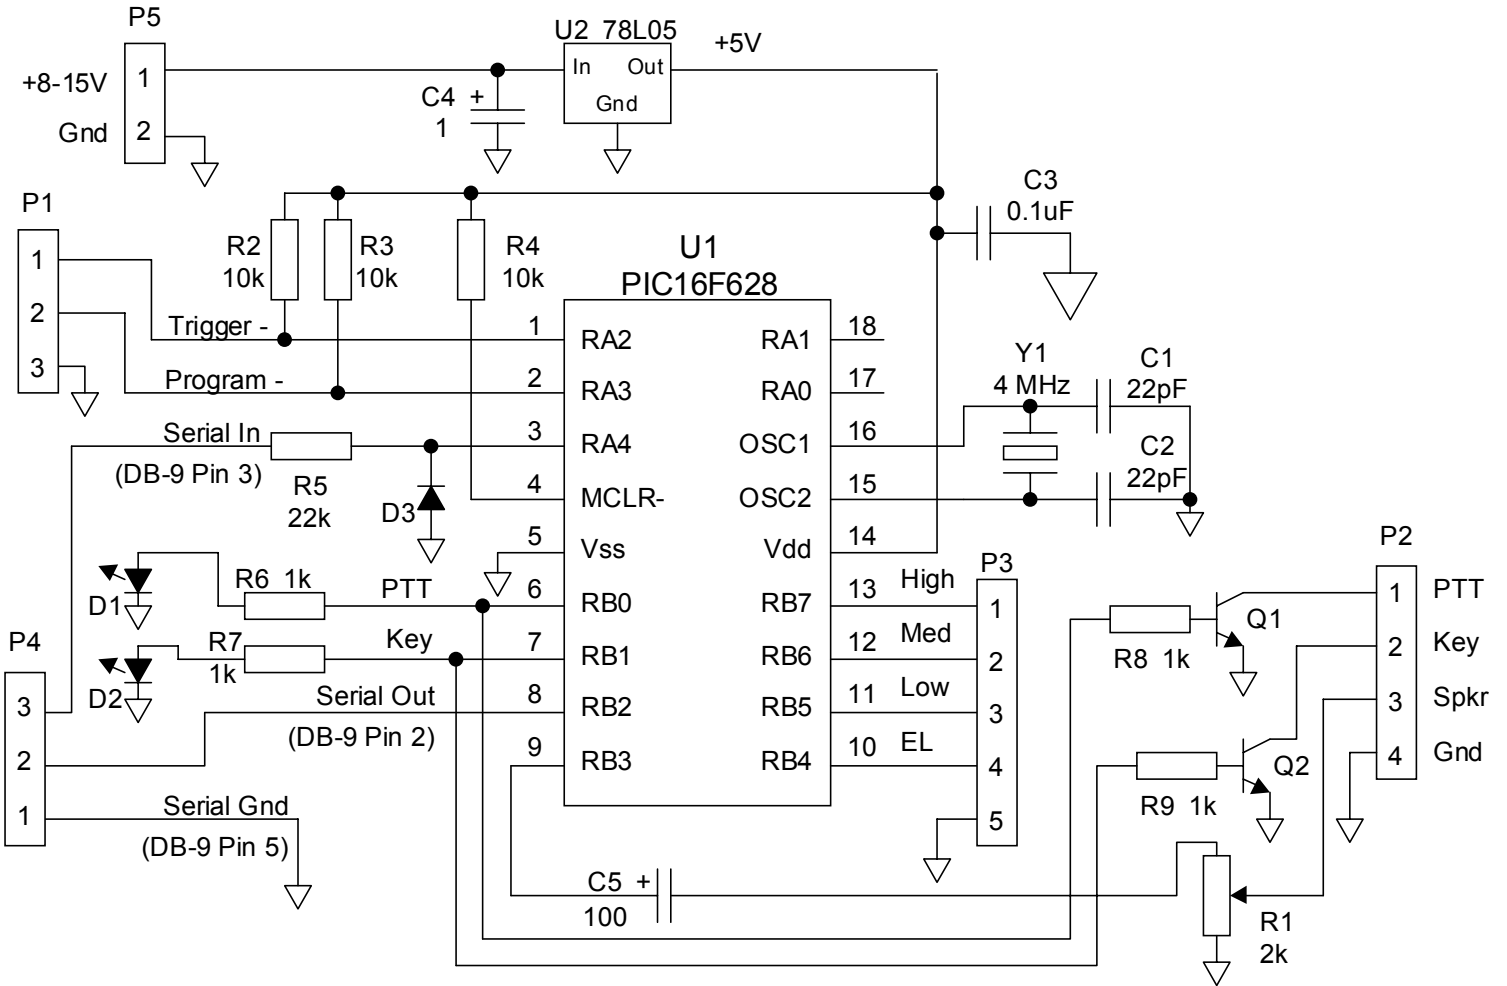 P5
+8-15V
1
Gnd
2
U2 78L05
In Out
Gnd
+5V
C4 +
1
P1
1
2
3
R2
10k
R3
10k
R4
10k
C3
0.1uF
U1
PIC16F628
Trigger -
Program -
Serial In
(DB-9 Pin 3)
R5
22k
D3
1 RA2
2 RA3
3 RA4
4 MCLR-
5 Vss
6 RB0
7 RB1
8 RB2
9 RB3
RA1 18
RA0 17
OSC1 16
OSC2 15
Vdd 14
RB7 13
RB6 12
RB5 11
RB4 10
Y1
4 MHz
C1
22pF
C2
22pF
D1
R6 1k
PTT
D2
R7
1k
Key
P4
3
2
1
Serial Out
(DB-9 Pin 2)
Serial Gnd
(DB-9 Pin 5)
High
Med
Low
EL
P3
1
2
3
4
5
R8 1k
Q1
R9 1k
Q2
P2
1 PTT
2 Key
3 Spkr
4 Gnd
C5 +
100
R1
2k